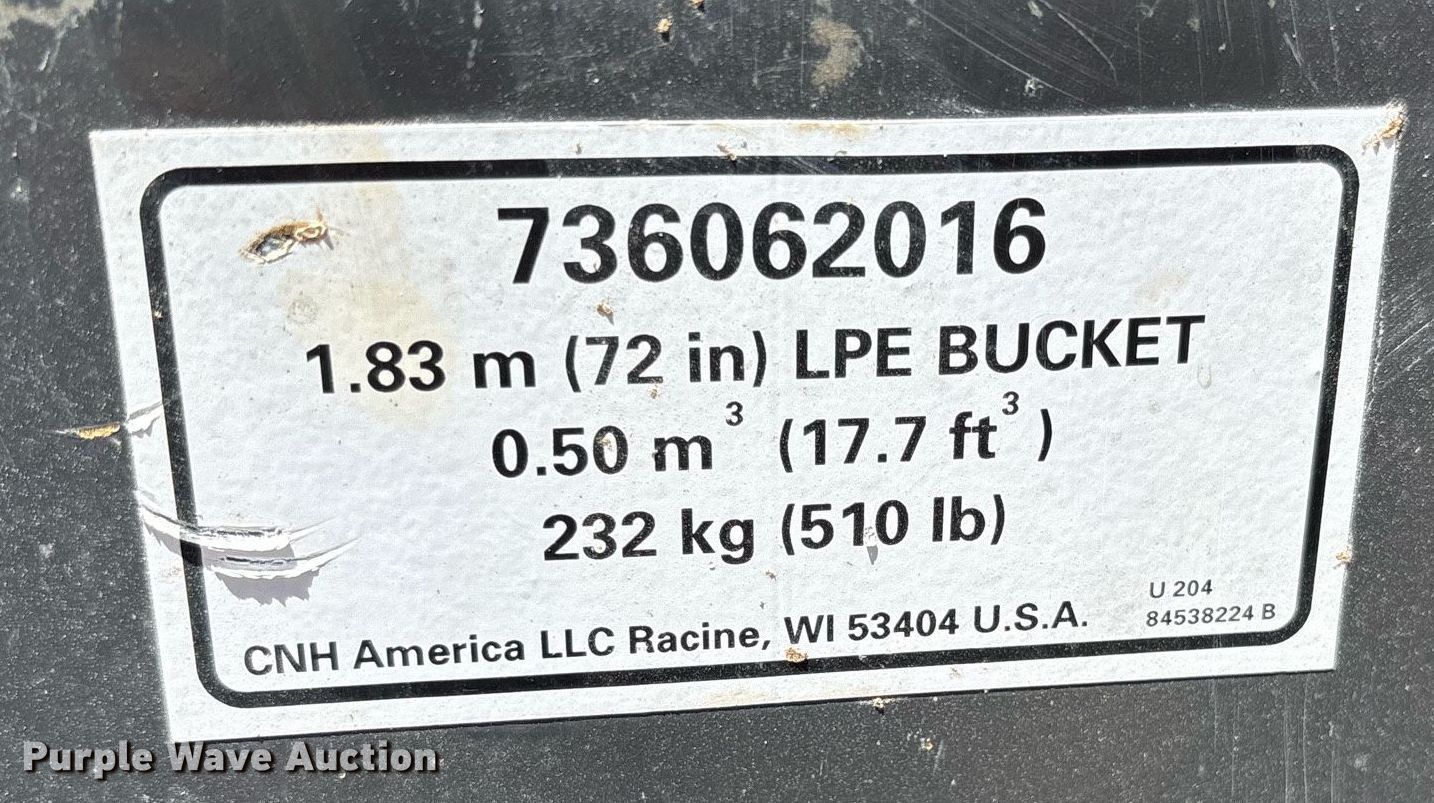 736062016
1.83 m (72 in) LPE BUCKET
0.50 m³ (17.7 ft³ )
232 kg (510 lb)
U 204
84538224 B
CNH America LLC Racine, WI 53404 U.S.A.
Purple Wave Auction